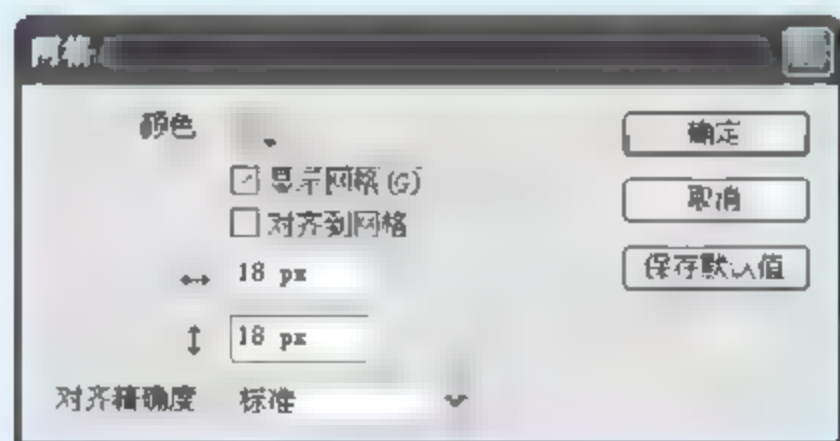 网格
颜色
显示网格(G)
对齐到网格
18 px
18 px
对齐精确度 标准
确定
取消
保存默认值